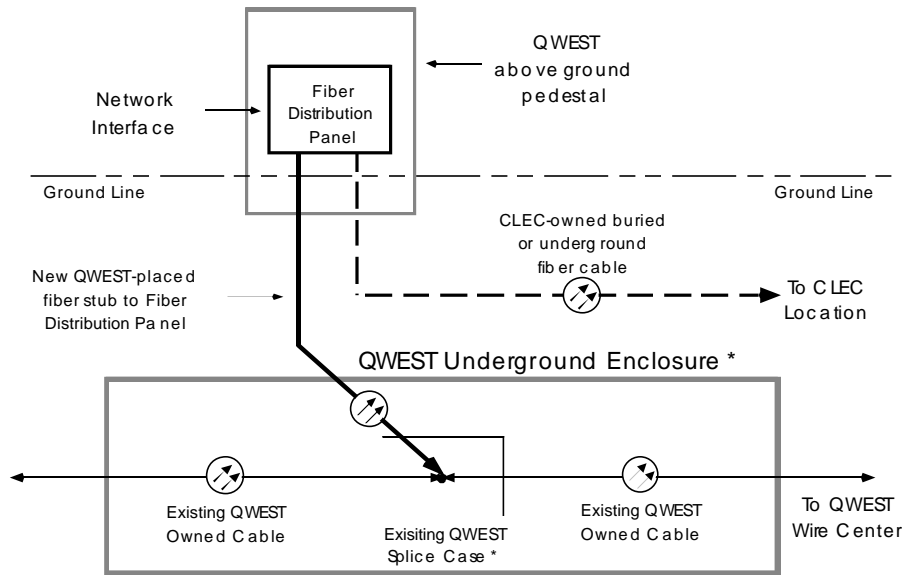 QWEST
above ground
pedestal
Fiber
Distribution
Panel
Network
Interface
Ground Line
Ground Line
CLEC-owned buried
or underground
fiber cable
New QWEST-placed
fiber stub to Fiber
Distribution Panel
To CLEC
Location
QWEST Underground Enclosure *
Existing QWEST
Owned Cable
Exisiting QWEST
Splice Case *
Existing QWEST
Owned Cable
To QWEST
Wire Center